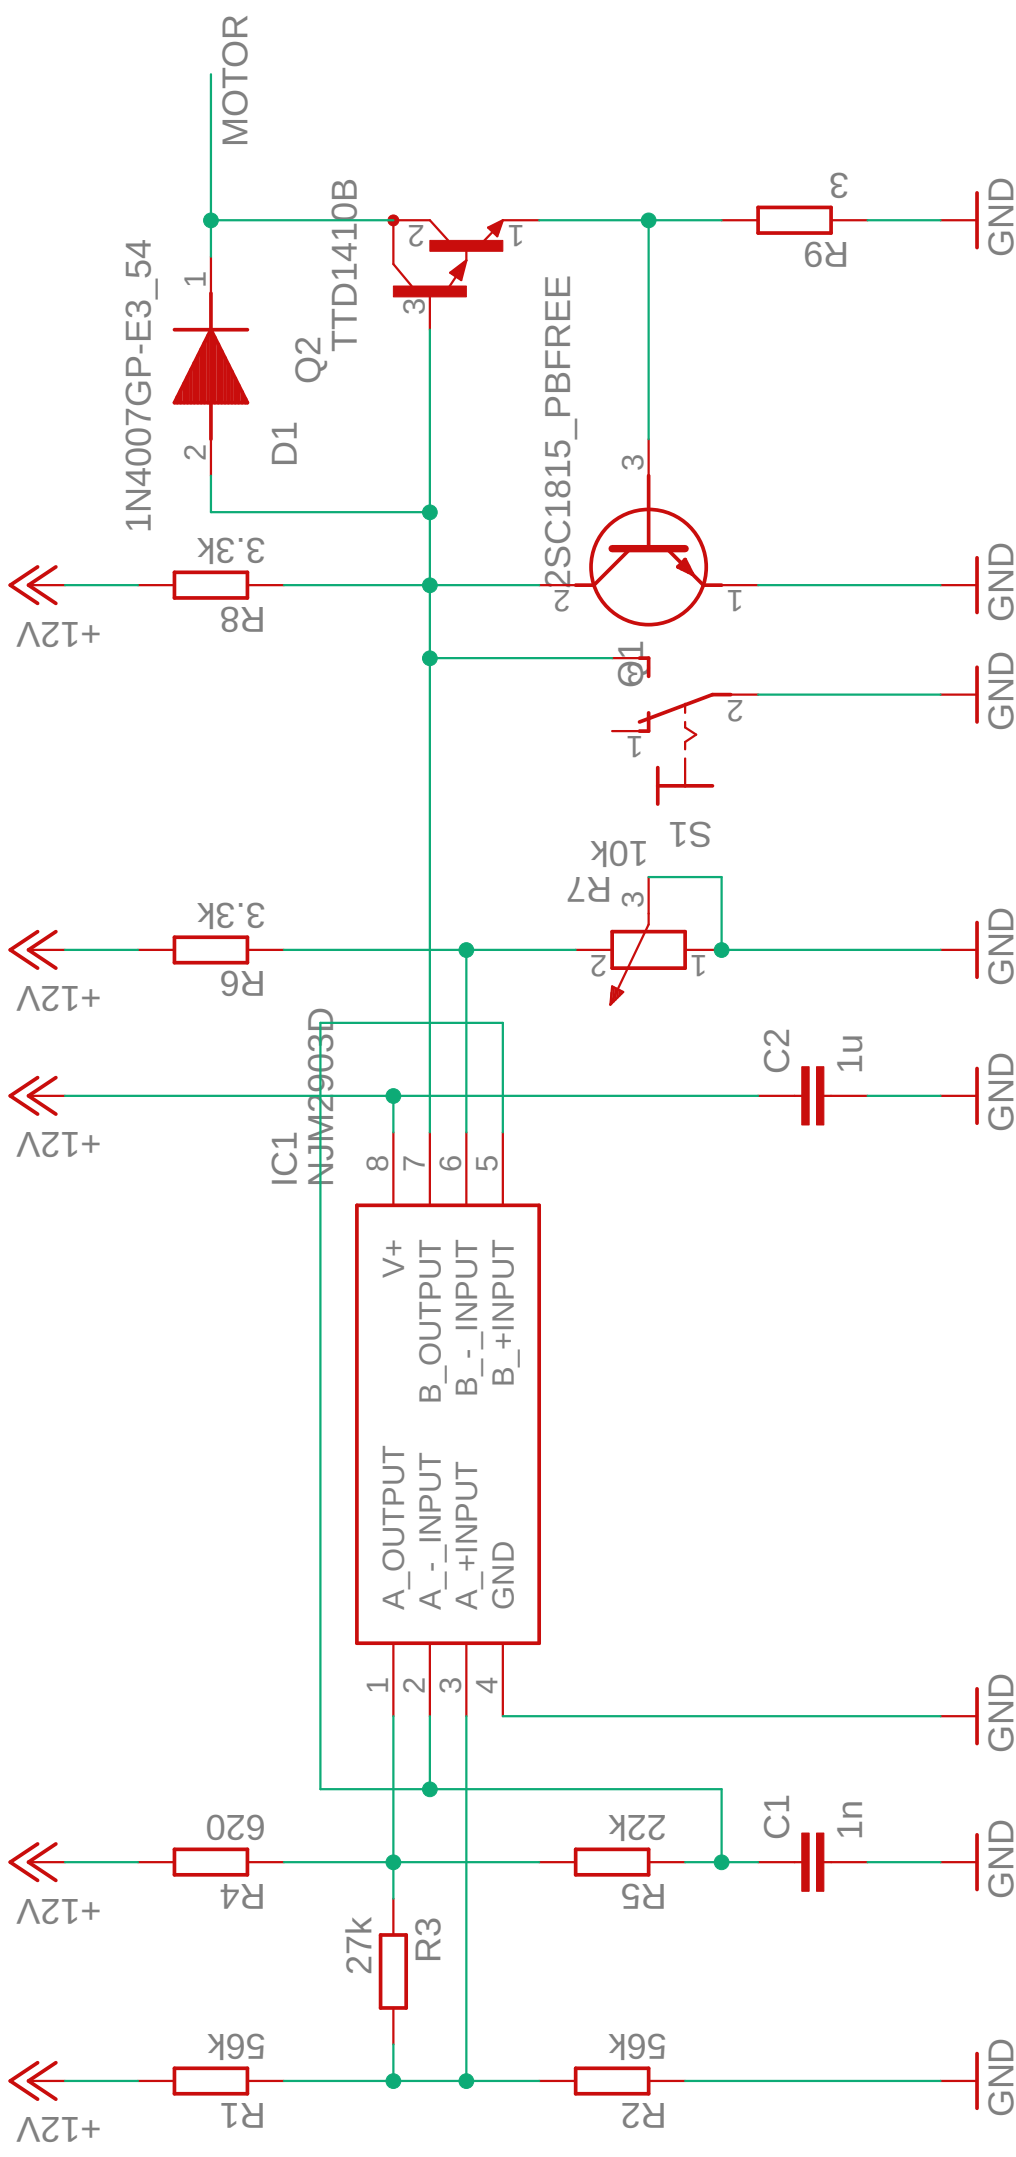 MOTOR
1N4007GP-E3_54
1
2
D1
Q2
TTD1410B
2
1
3
3
R9
GND
2SC1815_PBFREE
3
2
1
Q1
GND
+12V
3.3k
R8
3
2
1
S1
GND
+12V
3.3k
R6
10k
R7
3
2
1
GND
+12V
C2
1u
GND
IC1
NJM2903D
8
7
6
5
V+
B_OUTPUT
B_-_INPUT
B_+INPUT
A_OUTPUT
A_-_INPUT
A_+INPUT
GND
1
2
3
4
GND
+12V
620
R4
22k
R5
C1
1n
GND
27k
R3
+12V
56k
R1
56k
R2
GND